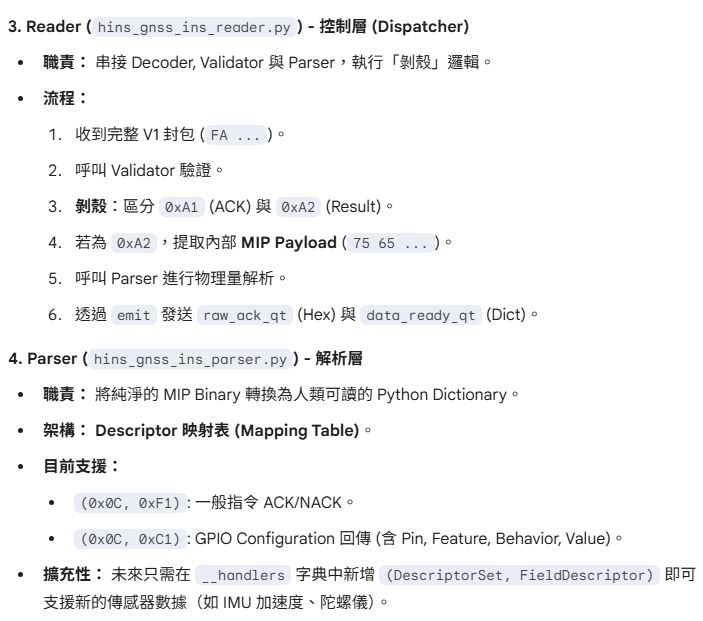 3. Reader (hins_gnss_ins_reader.py) - 控制層 (Dispatcher)
• 職責： 串接 Decoder, Validator 與 Parser，執行「剝殼」邏輯。
• 流程：
1. 收到完整 V1 封包 (FA ...)。
2. 呼叫 Validator 驗證。
3. 剝殼：區分 0xA1 (ACK) 與 0xA2 (Result)。
4. 若為 0xA2，提取內部 MIP Payload (75 65 ...)。
5. 呼叫 Parser 進行物理量解析。
6. 透過 emit 發送 raw_ack_qt (Hex) 與 data_ready_qt (Dict)。
4. Parser (hins_gnss_ins_parser.py) - 解析層
• 職責： 將純淨的 MIP Binary 轉換為人類可讀的 Python Dictionary。
• 架構： Descriptor 映射表 (Mapping Table)。
• 目前支援：
• (0x0C, 0xF1): 一般指令 ACK/NACK。
• (0x0C, 0xC1): GPIO Configuration 回傳 (含 Pin, Feature, Behavior, Value)。
• 擴充性： 未來只需在 __handlers 字典中新增 (DescriptorSet, FieldDescriptor) 即可
支援新的傳感器數據（如 IMU 加速度、陀螺儀）。